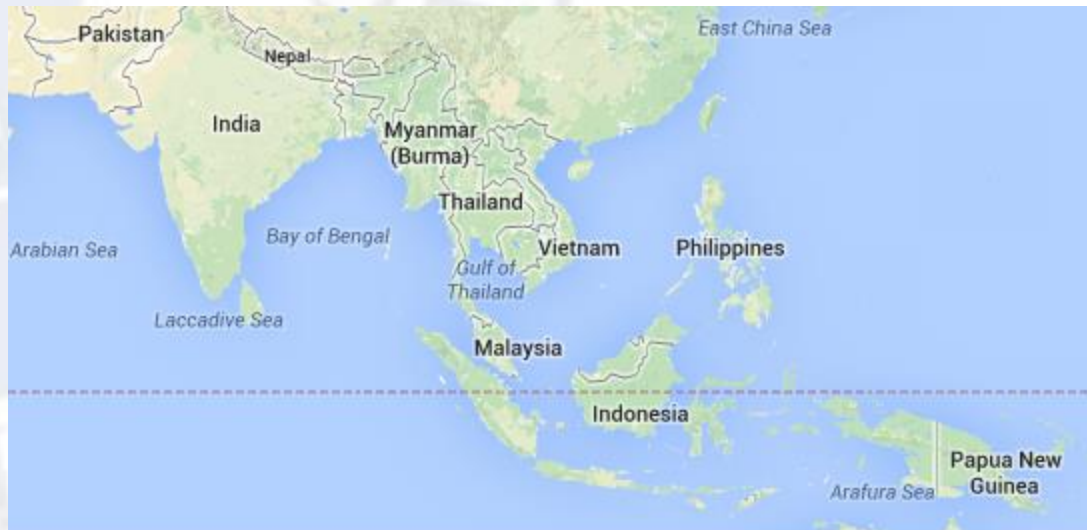 East China Sea
Pakistan
Nepal
India
Myanmar
(Burma)
Thailand
Arabian Sea
Bay of Bengal
Vietnam
Philippines
Gulf of
Thailand
Laccadive Sea
Malaysia
Indonesia
Papua New
Guinea
Arafura Sea